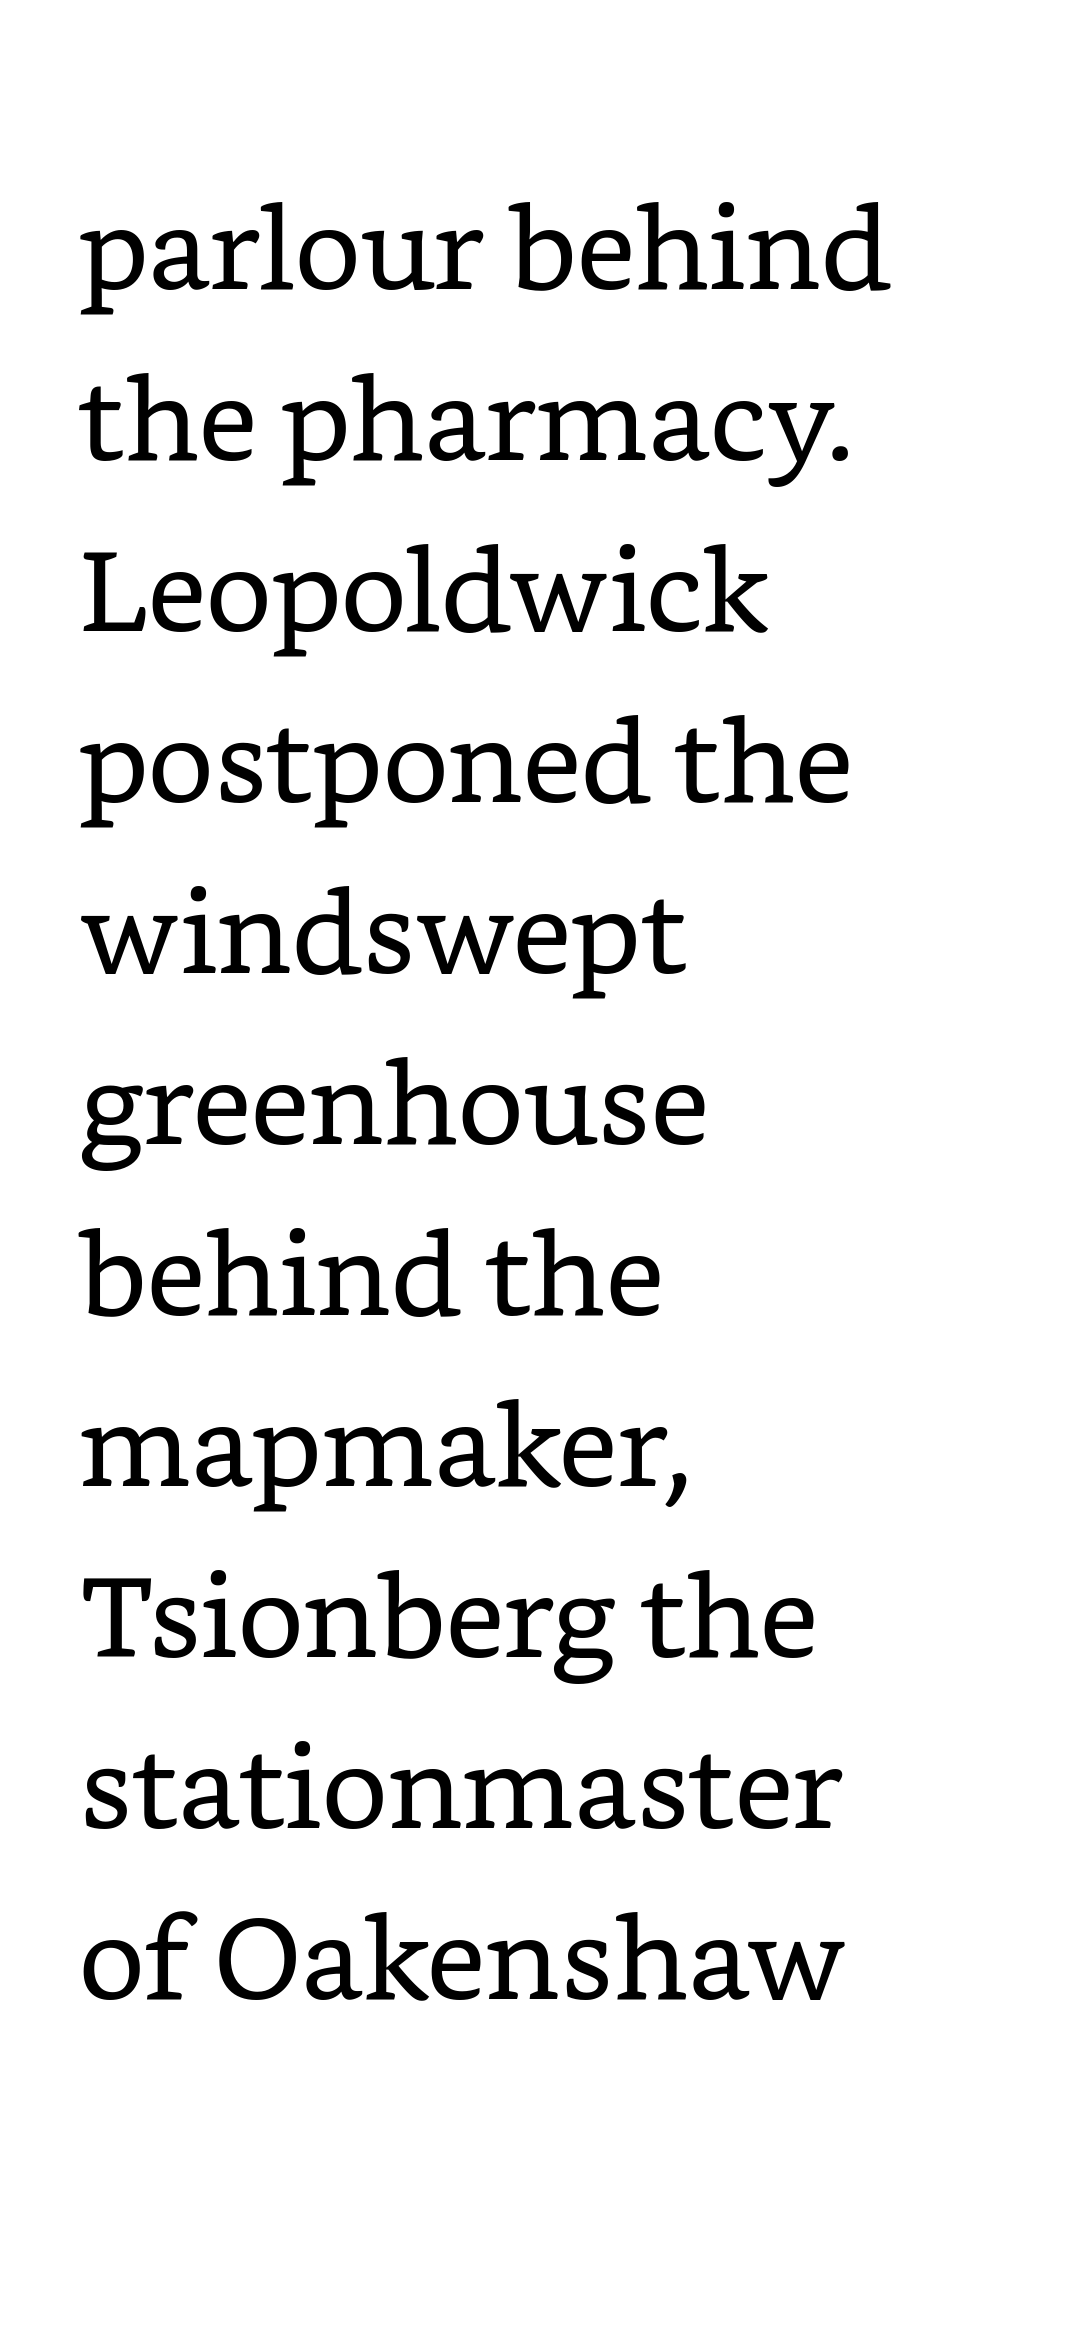 parlour behind
the pharmacy.
Leopoldwick
postponed the
windswept
greenhouse
behind the
mapmaker,
Tsionberg the
stationmaster
of Oakenshaw